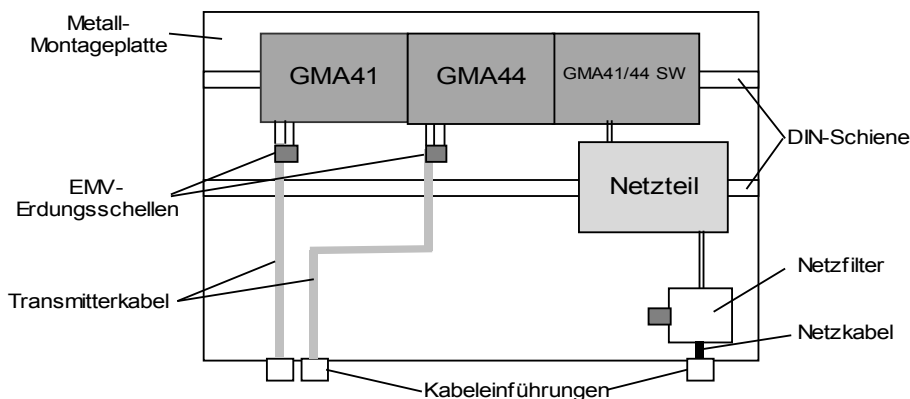 Metall-
Montageplatte
GMA41
GMA44
GMA41/44 SW
DIN-Schiene
EMV-
Erdungsschellen
Netzteil
Transmitterkabel
Netzfilter
Netzkabel
Kabeleinführungen